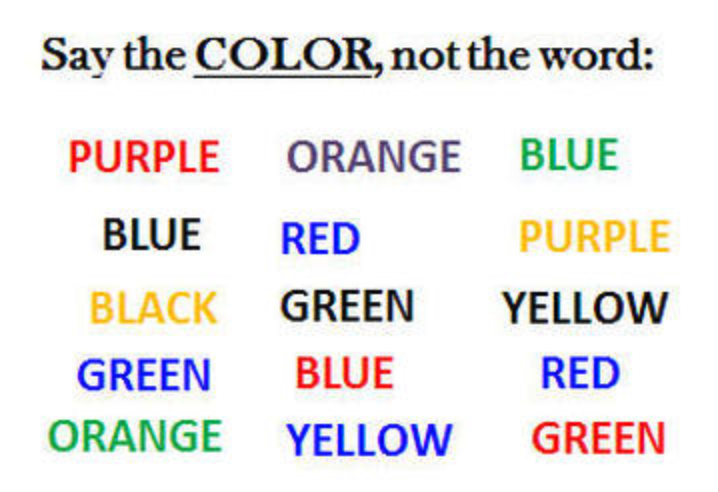 Say the COLOR, not the word:
PURPLE ORANGE BLUE
BLUE RED PURPLE
BLACK GREEN YELLOW
GREEN BLUE RED
ORANGE YELLOW GREEN